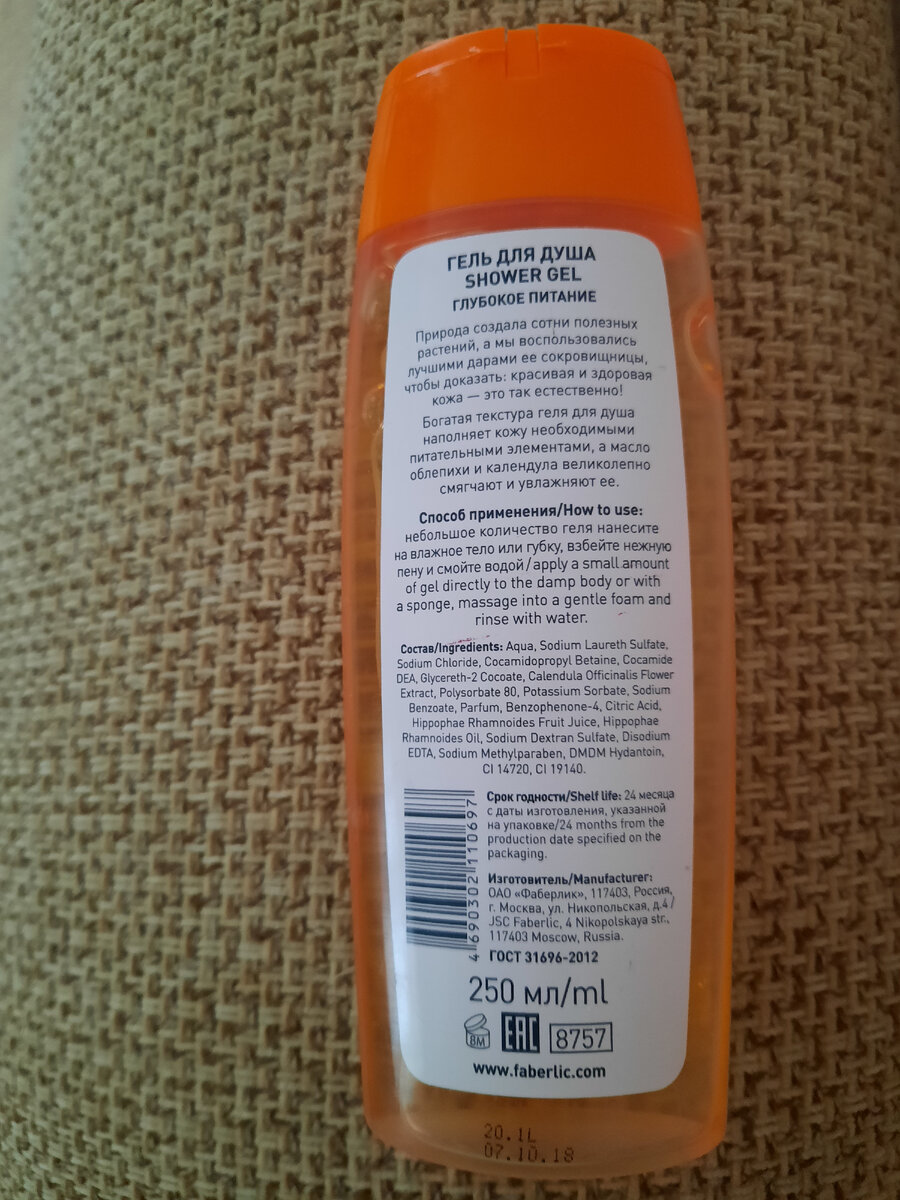 ГЕЛЬ ДЛЯ ДУША
SHOWER GEL
ГЛУБОКОЕ ПИТАНИЕ
Природа создала сотни полезных
растений, а мы воспользовались
лучшими дарами ее сокровищницы,
чтобы доказать: красивая и здоровая
кожа — это так естественно!
Богатая текстура геля для душа
наполняет кожу необходимыми
питательными элементами, а масло
облепихи и календула великолепно
смягчают и увлажняют ее.
Способ применения/How to use:
небольшое количество геля нанесите
на влажное тело или губку, взбейте нежную
пену и смойте водой/apply a small amount
of gel directly to the damp body or with
a sponge, massage into a gentle foam and
rinse with water.
Состав/Ingredients: Aqua, Sodium Laureth Sulfate,
Sodium Chloride, Cocamidopropyl Betaine, Cocamide
DEA, Glycereth-2 Cocoate, Calendula Officinalis Flower
Extract, Polysorbate 80, Potassium Sorbate, Sodium
Benzoate, Parfum, Benzophenone-4, Citric Acid,
Hippophae Rhamnoides Fruit Juice, Hippophae
Rhamnoides Oil, Sodium Dextran Sulfate, Disodium
EDTA, Sodium Methylparaben, DMDM Hydantoin,
CI 14720, CI 19140.
4690302110697
Срок годности/Shelf life: 24 месяца
с даты изготовления, указанной
на упаковке/24 months from the
production date specified on the
packaging.
Изготовитель/Manufacturer:
ОАО «Фаберлик», 117403, Россия,
г. Москва, ул. Никопольская, д.4/
JSC Faberlic, 4 Nikopolskaya str.,
117403 Moscow, Russia.
ГОСТ 31696-2012
250 мл/ml
8M EAC 8757
www.faberlic.com
20.1L
07.10.18